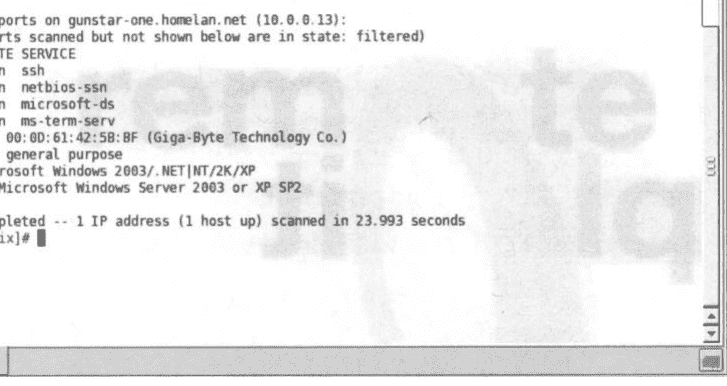 ports on gunstar-one.homelan.net (10.0.0.13):
rts scanned but not shown below are in state: filtered)
TE SERVICE
n ssh
n netbios-ssn
n microsoft-ds
n ms-term-serv
00:0D:61:42:5B:BF (Giga-Byte Technology Co.)
general purpose
rosoft Windows 2003/.NET|NT/2K/XP
Microsoft Windows Server 2003 or XP SP2
pleted -- 1 IP address (1 host up) scanned in 23.993 seconds
ix]#